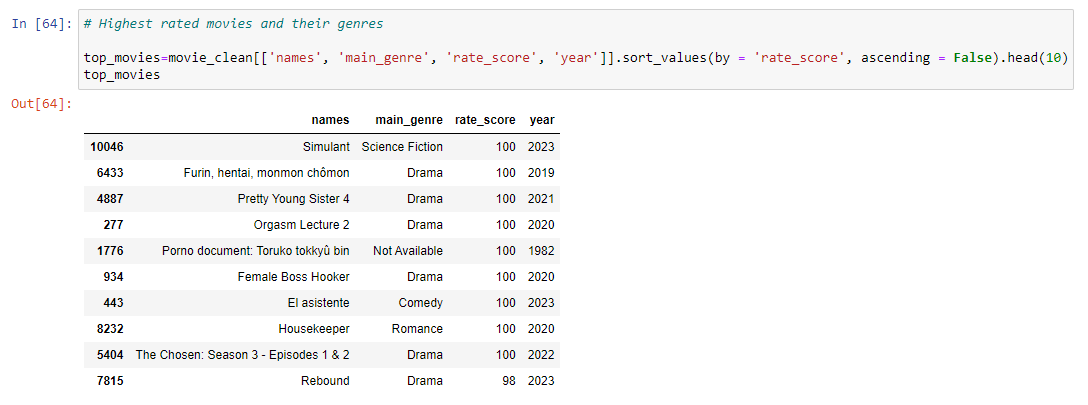 In [64]: # Highest rated movies and their genres
top_movies=movie_clean[['names', 'main_genre', 'rate_score', 'year']].sort_values(by = 'rate_score', ascending = False).head(10)
top_movies
Out[64]:
names main_genre rate_score year
10046 Simulant Science Fiction 100 2023
6433 Furin, hentai, monmon chômon Drama 100 2019
4887 Pretty Young Sister 4 Drama 100 2021
277 Orgasm Lecture 2 Drama 100 2020
1776 Porno document: Toruko tokkyû bin Not Available 100 1982
934 Female Boss Hooker Drama 100 2020
443 El asistente Comedy 100 2023
8232 Housekeeper Romance 100 2020
5404 The Chosen: Season 3 - Episodes 1 & 2 Drama 100 2022
7815 Rebound Drama 98 2023